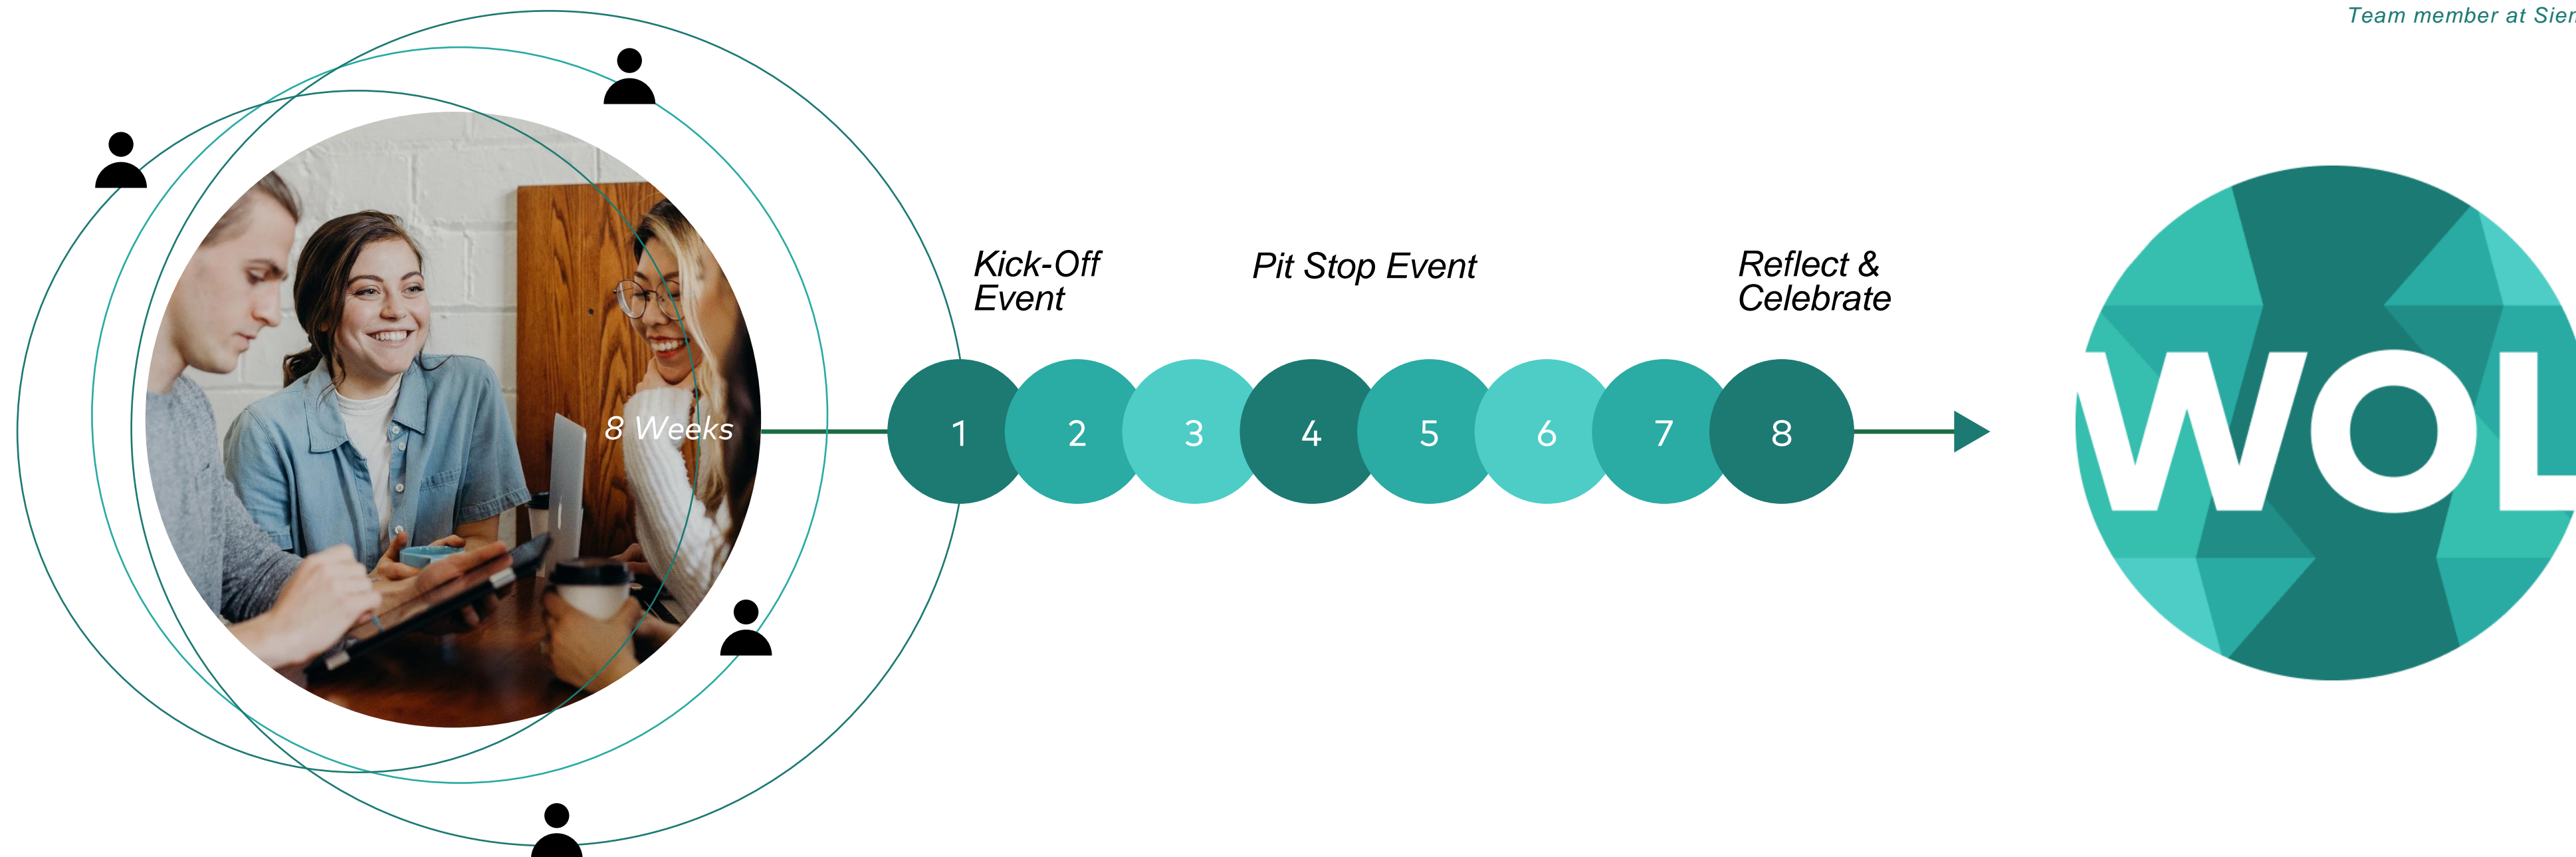 Team member at Sien
Kick-Off
Event
Pit Stop Event
Reflect &
Celebrate
8 Weeks
1 2 3 4 5 6 7 8
WOL